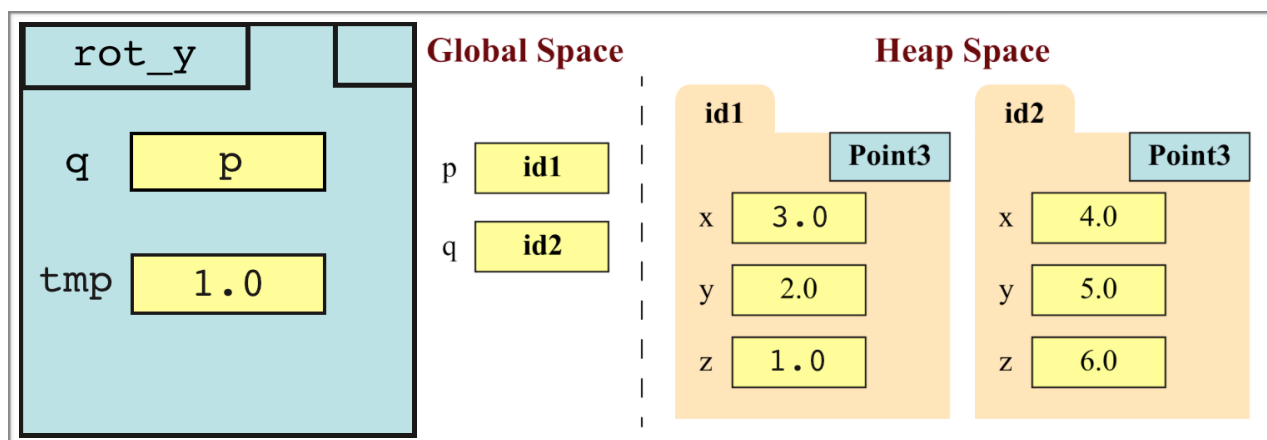 rot_y
q p
tmp 1.0
Global Space
p id1
q id2
Heap Space
id1
Point3
x 3.0
y 2.0
z 1.0
id2
Point3
x 4.0
y 5.0
z 6.0